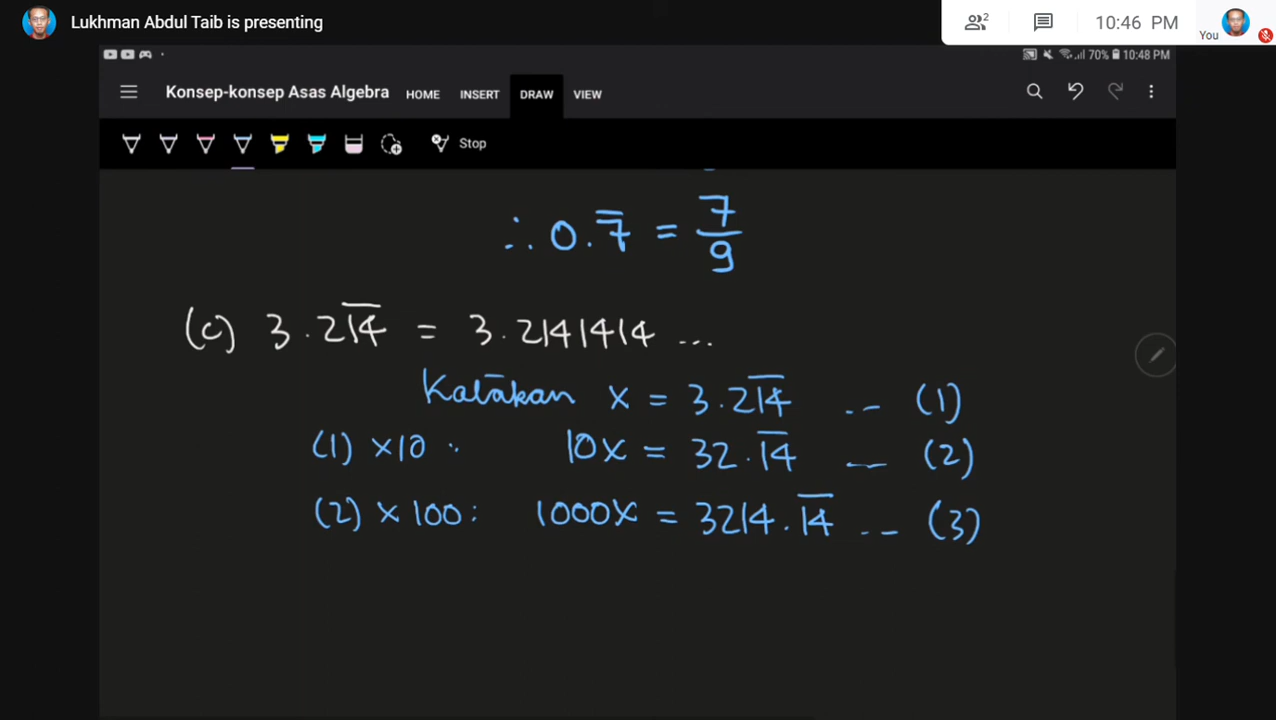 Lukhman Abdul Taib is presenting
2
10:46 PM
You
70% 10:48 PM
Konsep-konsep Asas Algebra HOME INSERT DRAW VIEW
Stop
∴ 0.7̅ = 7/9
(c) 3.21̅4̅ = 3.2141414 ...
Katakan x = 3.21̅4̅ -- (1)
(1) ×10 : 10x = 32.1̅4̅ -- (2)
(2) × 100 : 1000x = 3214.1̅4̅ -- (3)